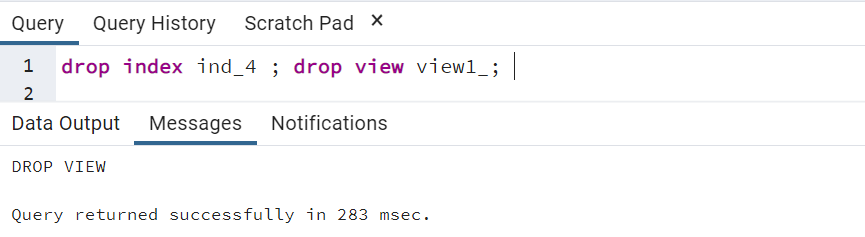 Query Query History Scratch Pad ×
1 drop index ind_4 ; drop view view1_;
2
Data Output Messages Notifications
DROP VIEW
Query returned successfully in 283 msec.